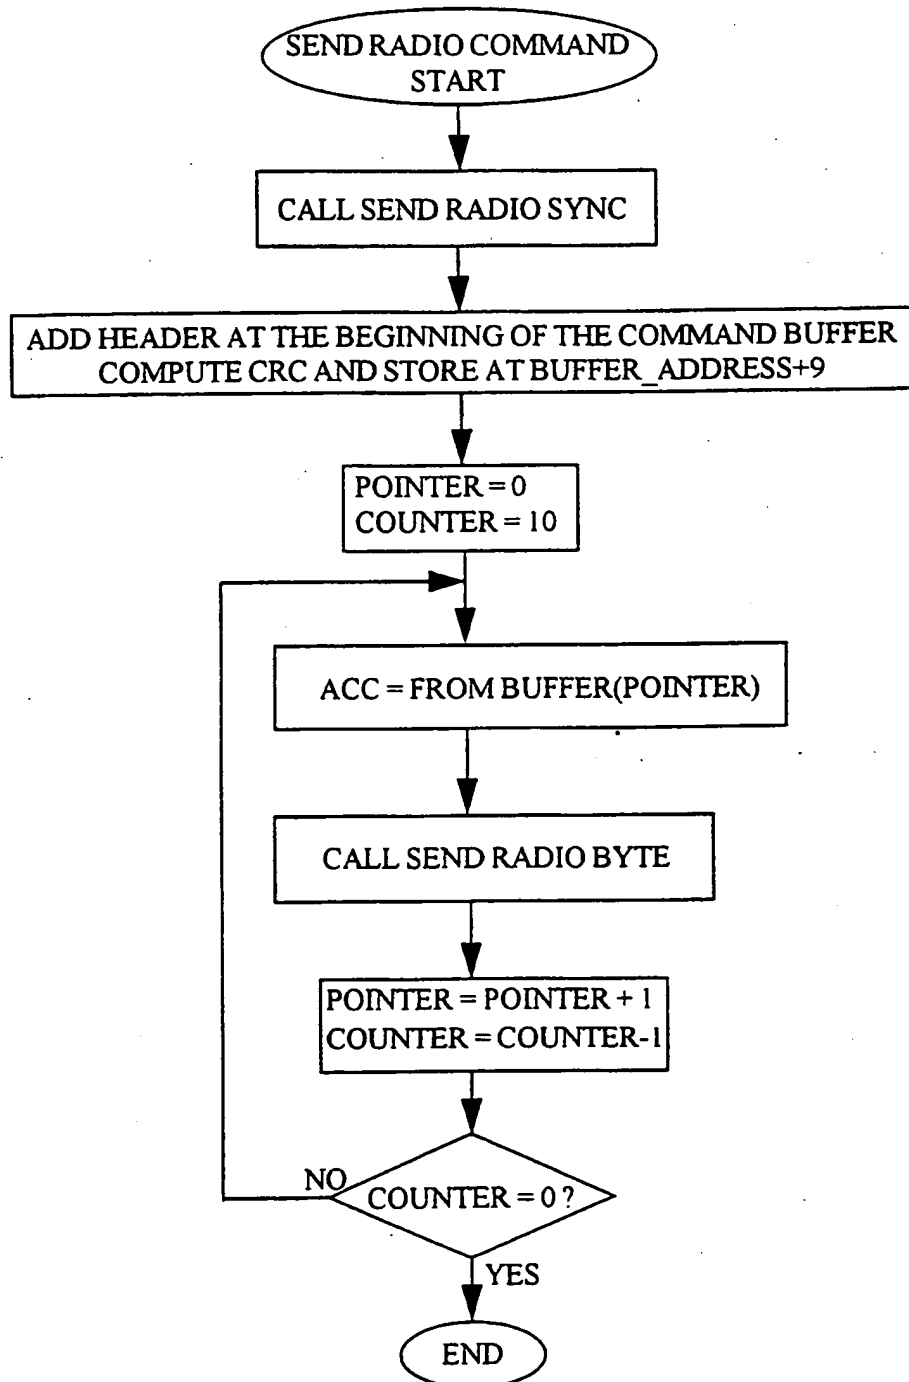 SEND RADIO COMMAND
START
CALL SEND RADIO SYNC
ADD HEADER AT THE BEGINNING OF THE COMMAND BUFFER
COMPUTE CRC AND STORE AT BUFFER_ADDRESS+9
POINTER = 0
COUNTER = 10
ACC = FROM BUFFER(POINTER)
CALL SEND RADIO BYTE
POINTER = POINTER + 1
COUNTER = COUNTER-1
NO
COUNTER = 0 ?
YES
END